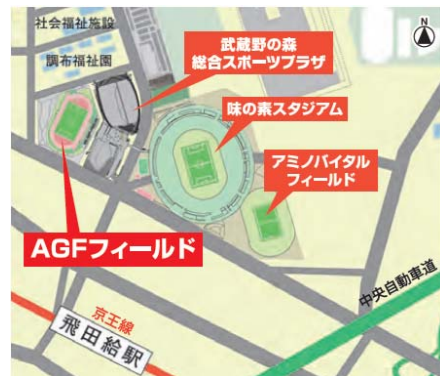 社会福祉施設
調布福祉園
武蔵野の森
総合スポーツプラザ
N
味の素スタジアム
アミノバイタル
フィールド
AGFフィールド
中央自動車道
京王線
飛田給駅